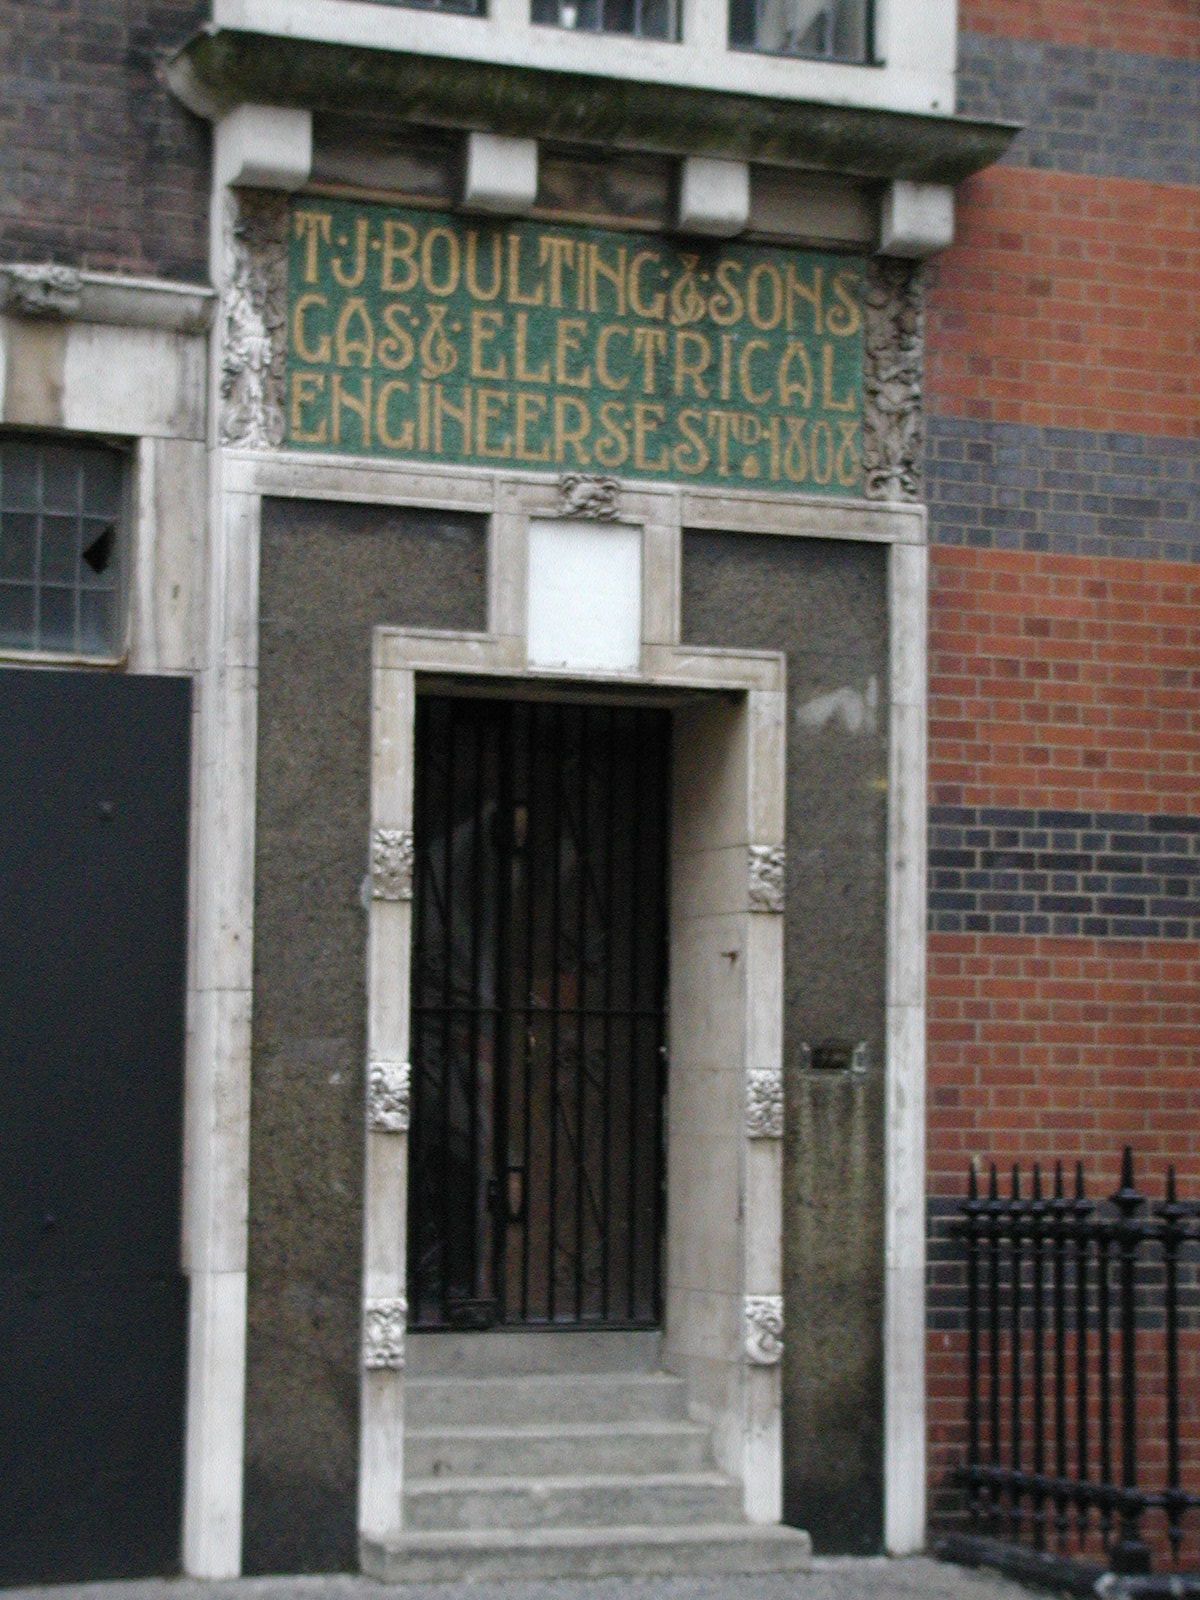 T·J·BOULTING·&·SONS
GAS·&·ELECTRICAL
ENGINEERS·ESTD·1808